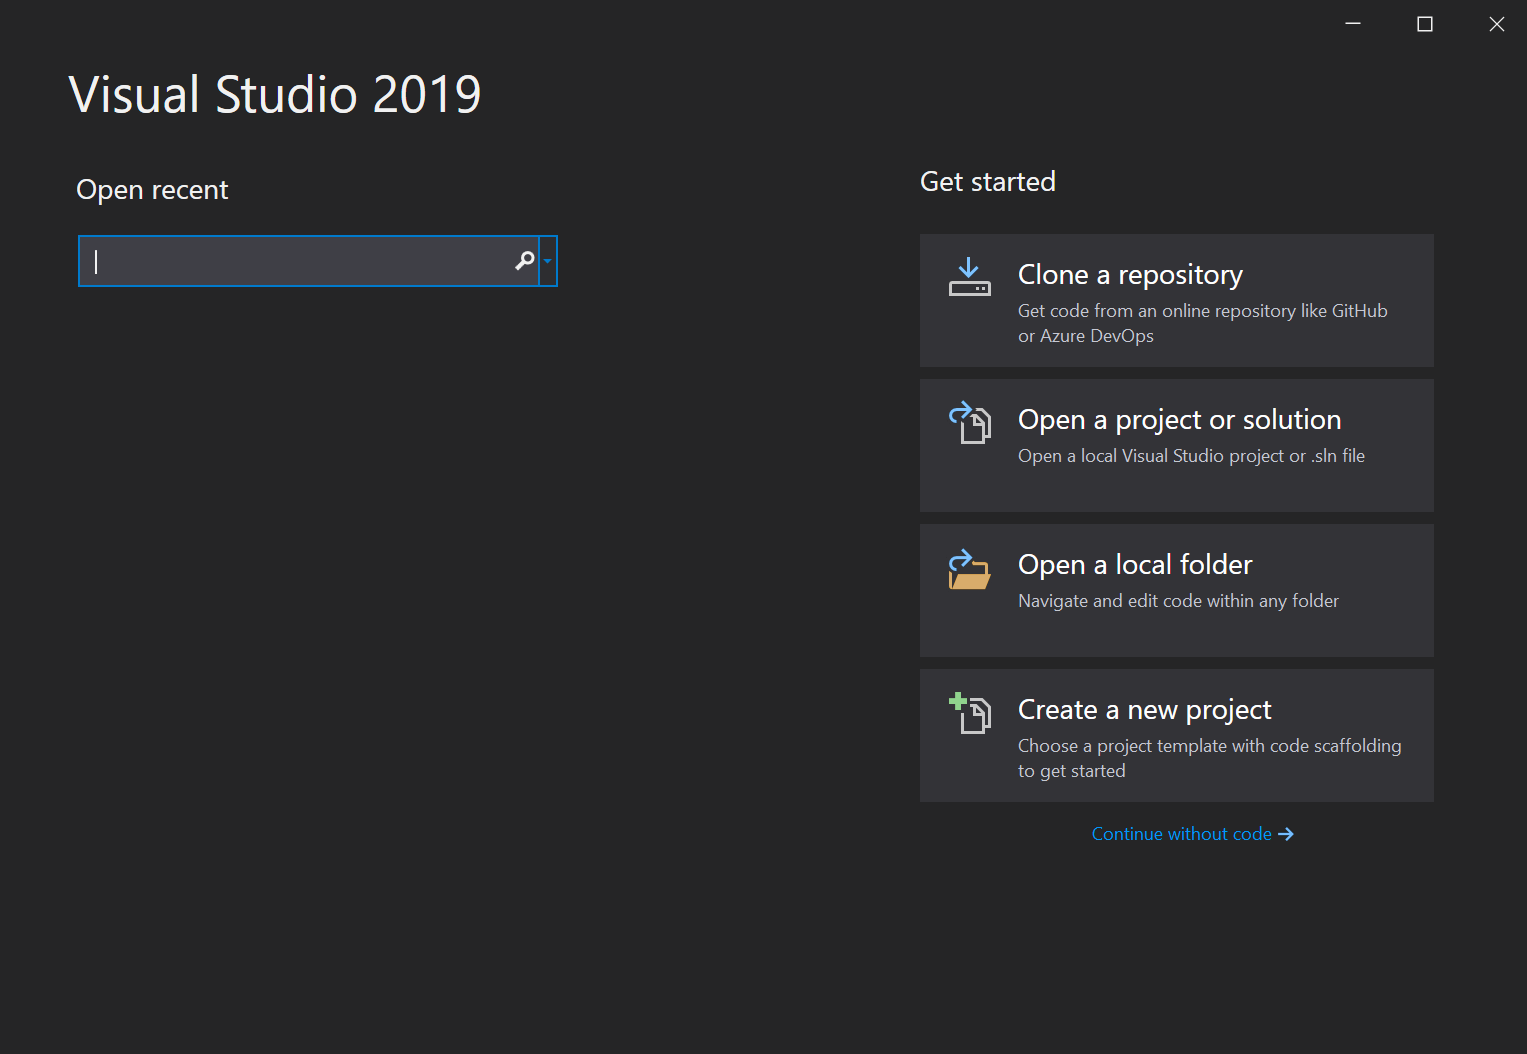 Visual Studio 2019
Open recent
Get started
Clone a repository
Get code from an online repository like GitHub
or Azure DevOps
Open a project or solution
Open a local Visual Studio project or .sln file
Open a local folder
Navigate and edit code within any folder
Create a new project
Choose a project template with code scaffolding
to get started
Continue without code